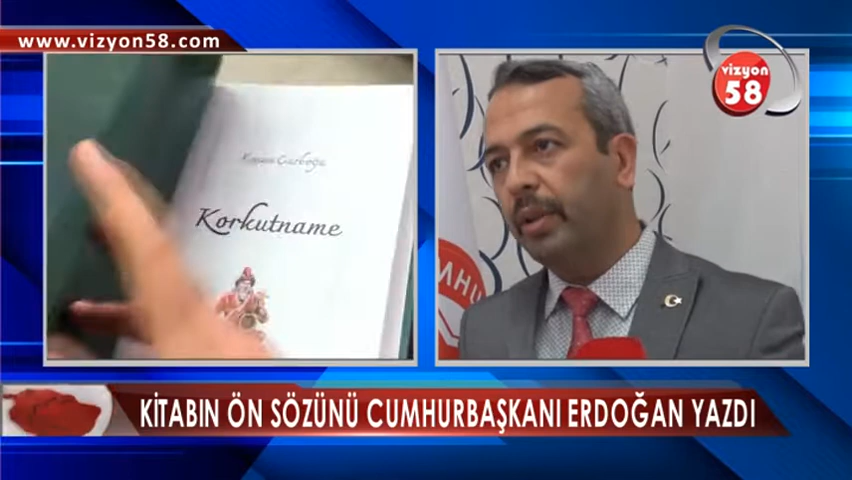 www.vizyon58.com
vizyon
58
Korkutname
KİTABIN ÖN SÖZÜNÜ CUMHURBAŞKANI ERDOĞAN YAZDI